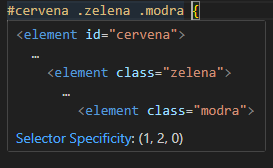 #cervena .zelena .modra {
<element id="cervena">
…
<element class="zelena">
…
<element class="modra">
Selector Specificity: (1, 2, 0)